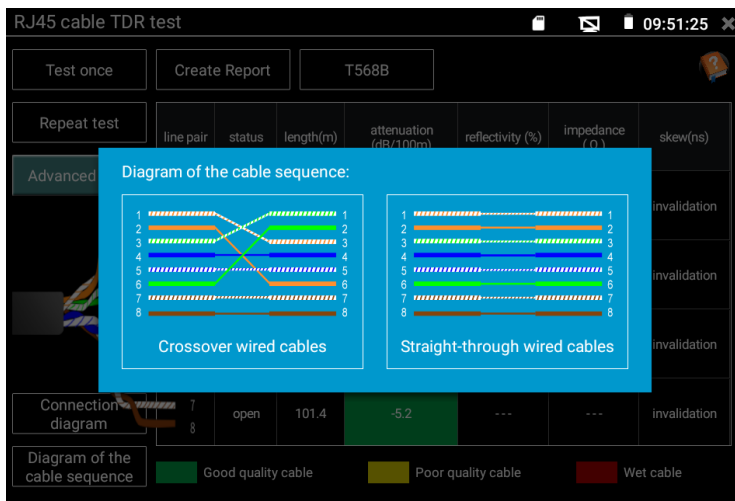 RJ45 cable TDR test
09:51:25
Test once
Create Report
T568B
Repeat test
line pair
status
length(m)
attenuation
(dB/100m)
reflectivity (%)
impedance
(Ω)
skew(ns)
Advanced
Diagram of the cable sequence:
1 1
2 2
3 3
4 4
5 5
6 6
7 7
8 8
Crossover wired cables
1 1
2 2
3 3
4 4
5 5
6 6
7 7
8 8
Straight-through wired cables
invalidation
invalidation
invalidation
Connection
diagram
7
8
open
101.4
-5.2
---
---
invalidation
Diagram of the
cable sequence
Good quality cable
Poor quality cable
Wet cable